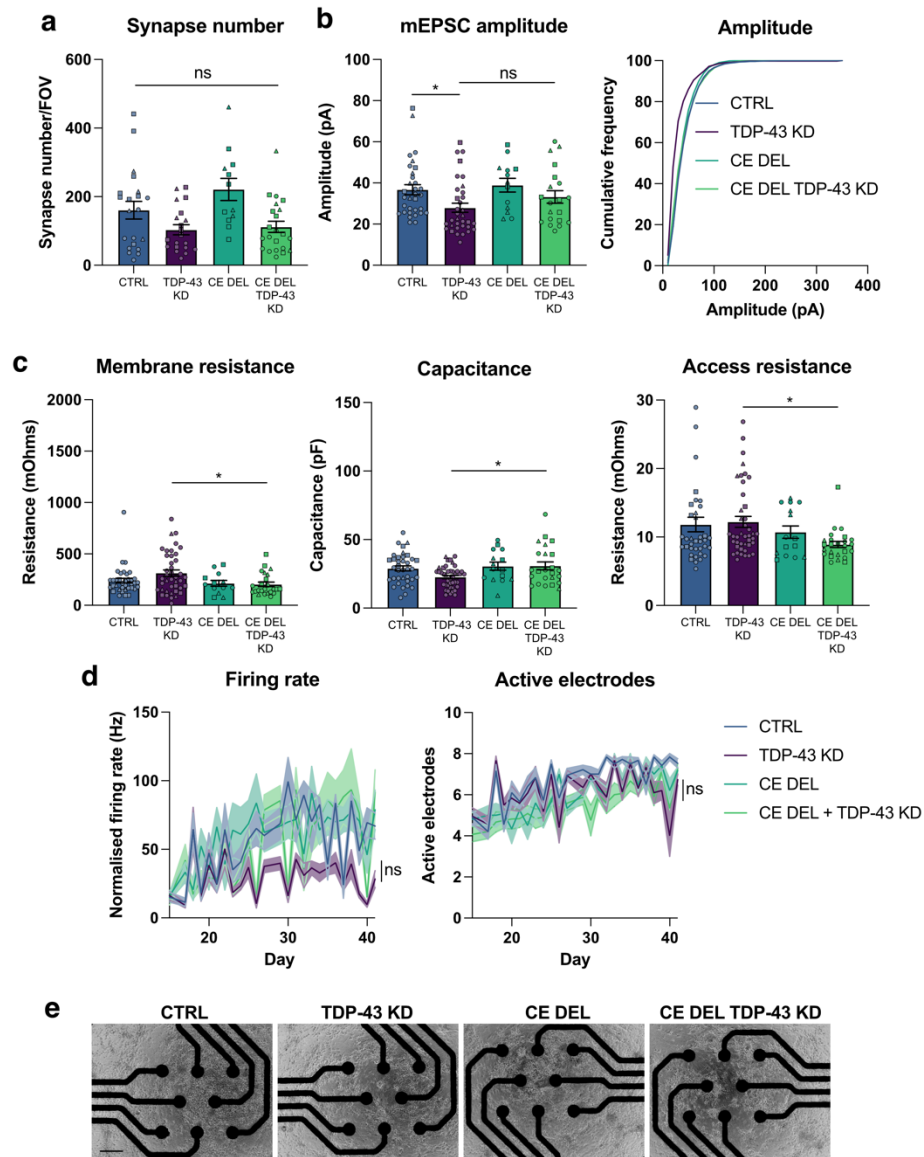 a
Synapse number
Synapse number/FOV
600
400
200
0
ns
CTRL
TDP-43
KD
CE DEL
CE DEL
TDP-43
KD
b
mEPSC amplitude
Amplitude (pA)
100
80
60
40
20
0
*
ns
CTRL
TDP-43
KD
CE DEL
CE DEL
TDP-43
KD
Amplitude
Cumulative frequency
100
80
60
40
20
0
0
100
200
300
400
Amplitude (pA)
CTRL
TDP-43 KD
CE DEL
CE DEL TDP-43 KD
c
Membrane resistance
Resistance (mOhms)
2000
1500
1000
500
0
*
CTRL
TDP-43
KD
CE DEL
CE DEL
TDP-43
KD
Capacitance
Capacitance (pF)
150
100
50
0
*
CTRL
TDP-43
KD
CE DEL
CE DEL
TDP-43
KD
Access resistance
Resistance (mOhms)
30
20
10
0
*
CTRL
TDP-43
KD
CE DEL
CE DEL
TDP-43
KD
d
Firing rate
Normalised firing rate (Hz)
150
100
50
0
20
30
40
Day
ns
Active electrodes
Active electrodes
10
8
6
4
2
0
20
30
40
Day
ns
CTRL
TDP-43 KD
CE DEL
CE DEL + TDP-43 KD
e
CTRL
TDP-43 KD
CE DEL
CE DEL TDP-43 KD